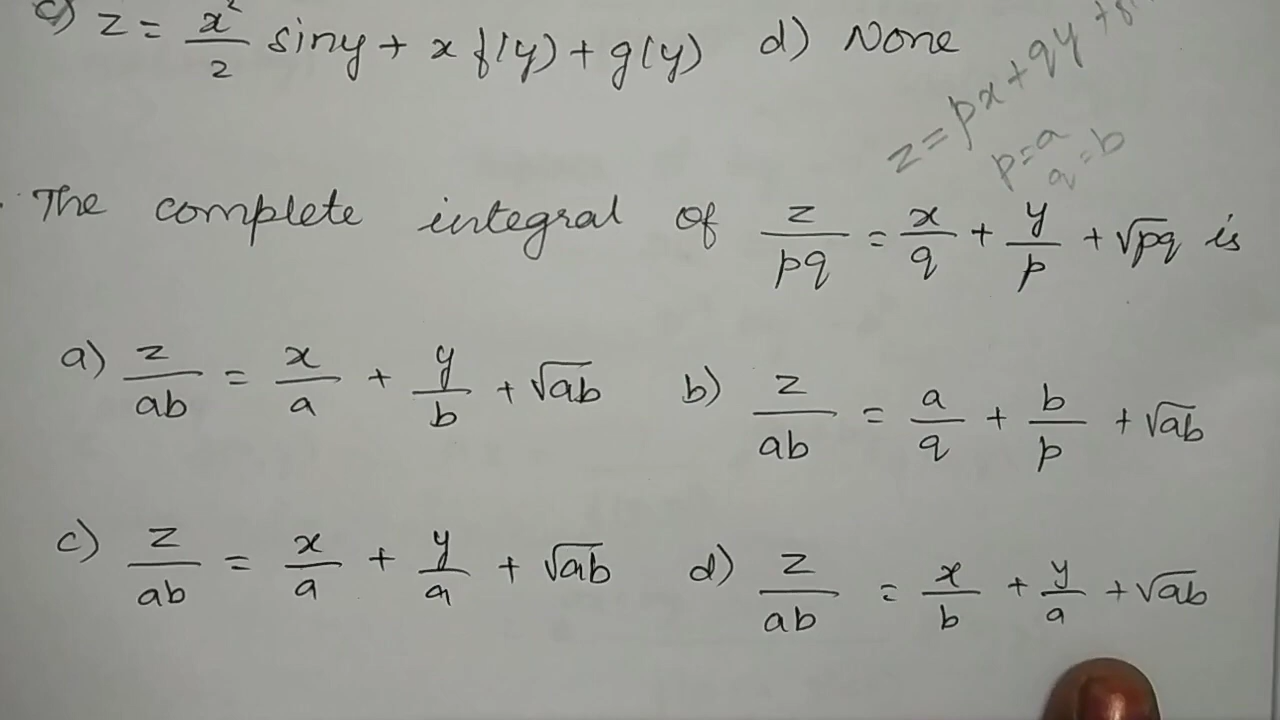 c) z = x²/2 siny + x f(y) + g(y) d) None
z = px + qy +
p=a
q=b
The complete integral of z/pq = x/q + y/p + √pq is
a) z/ab = x/a + y/b + √ab b) z/ab = a/q + b/p + √ab
c) z/ab = x/a + y/a + √ab d) z/ab = x/b + y/a + √ab